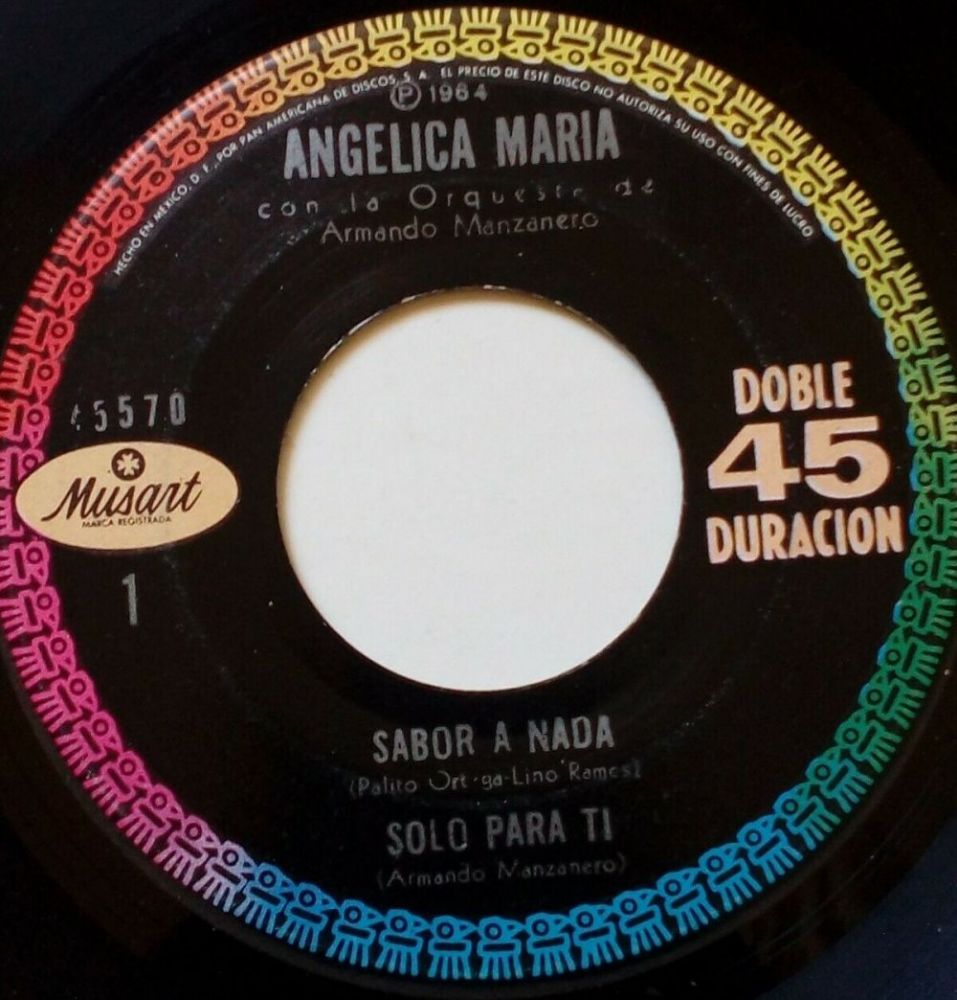 HECHO EN MEXICO, D. F., POR PAN AMERICANA DE DISCOS, S. A. EL PRECIO DE ESTE DISCO NO AUTORIZA SU USO CON FINES DE LUCRO
Ⓟ 1964
ANGELICA MARIA
con la Orquesta de
Armando Manzanero
45570
DOBLE
45
DURACION
Musart
MARCA REGISTRADA
1
SABOR A NADA
(Palito Ortega-Lino
SOLO PARA TI
(Armando Manzanero)